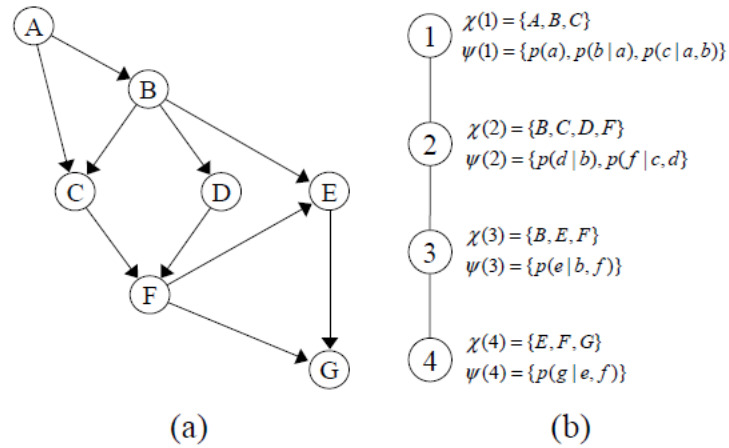 A
B
C
D
E
F
G
(a)
1
χ(1) = {A, B, C}
ψ(1) = {p(a), p(b | a), p(c | a, b)}
2
χ(2) = {B, C, D, F}
ψ(2) = {p(d | b), p(f | c, d}
3
χ(3) = {B, E, F}
ψ(3) = {p(e | b, f)}
4
χ(4) = {E, F, G}
ψ(4) = {p(g | e, f)}
(b)